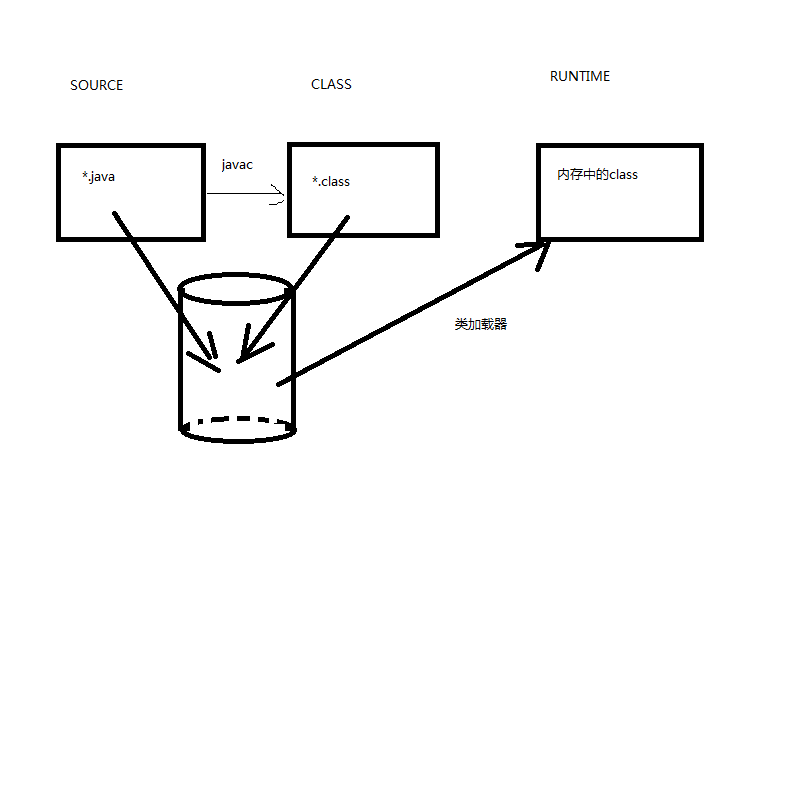 SOURCE
CLASS
RUNTIME
*.java
javac
*.class
内存中的class
类加载器